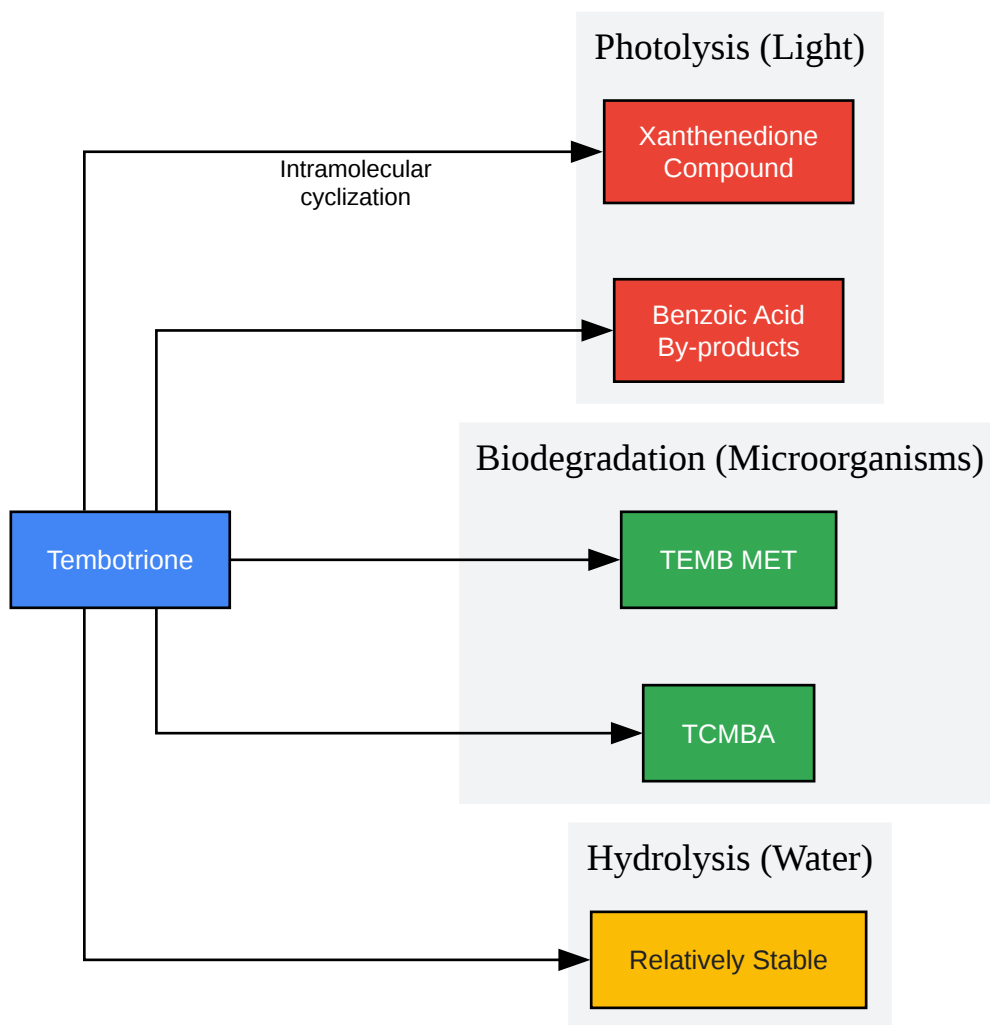 Photolysis (Light)
Xanthenedione
Compound
Intramolecular
cyclization
Benzoic Acid
By-products
Biodegradation (Microorganisms)
Tembotrione
TEMB MET
TCMBA
Hydrolysis (Water)
Relatively Stable